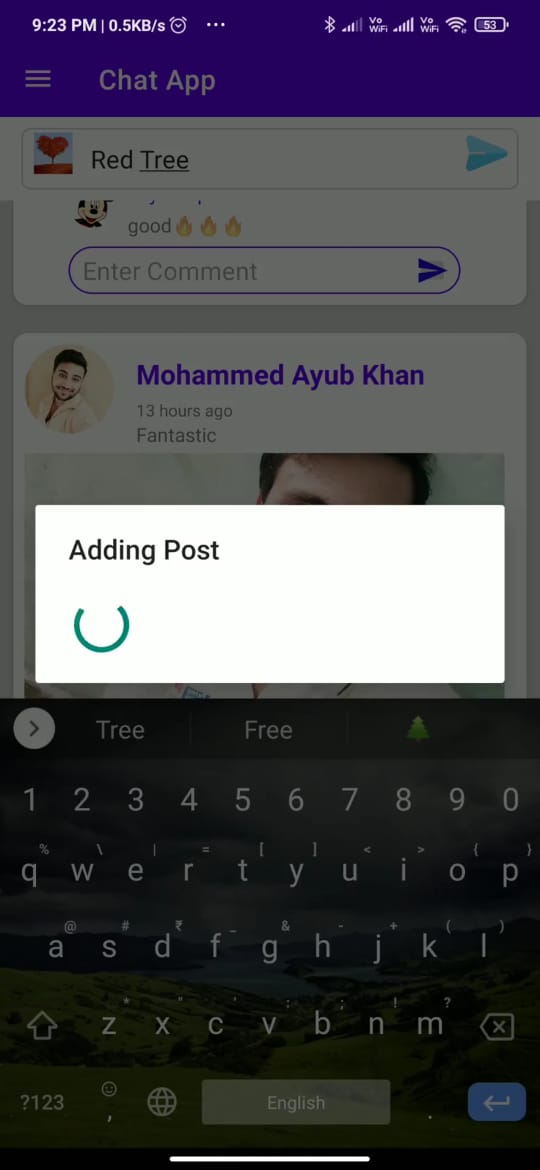 9:23 PM | 0.5KB/s ...
Vo WiFi Vo WiFi 53
Chat App
Red Tree
good🔥🔥🔥
Enter Comment
Mohammed Ayub Khan
13 hours ago
Fantastic
Adding Post
Tree Free 🌲
1 2 3 4 5 6 7 8 9 0
% \ | = [ ] < > { }
q w e r t y u i o p
@ # ₹ _ & - + ( )
a s d f g h j k l
* " ' : ; ! ?
z x c v b n m
?123 , English .